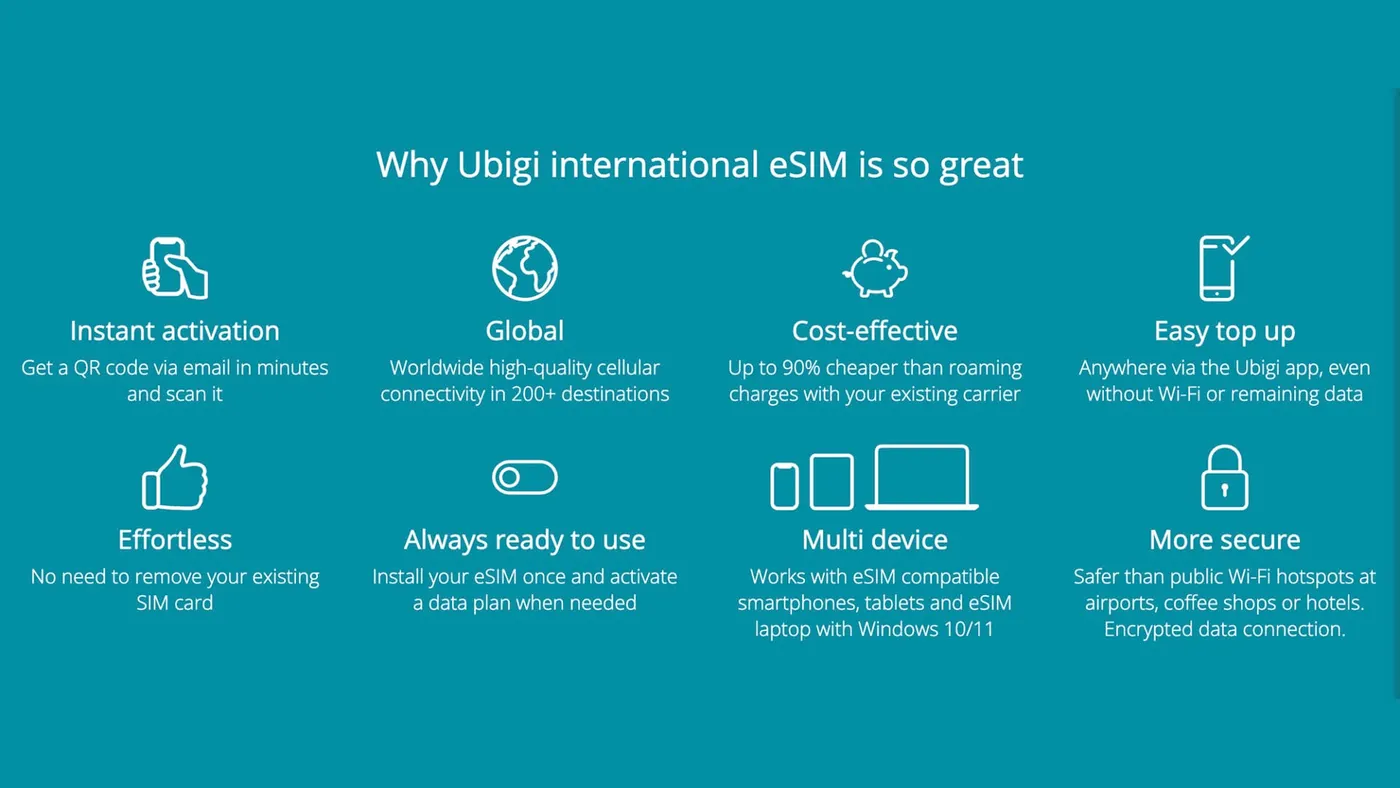 Why Ubigi international eSIM is so great
Instant activation
Get a QR code via email in minutes
and scan it
Global
Worldwide high-quality cellular
connectivity in 200+ destinations
Cost-effective
Up to 90% cheaper than roaming
charges with your existing carrier
Easy top up
Anywhere via the Ubigi app, even
without Wi-Fi or remaining data
Effortless
No need to remove your existing
SIM card
Always ready to use
Install your eSIM once and activate
a data plan when needed
Multi device
Works with eSIM compatible
smartphones, tablets and eSIM
laptop with Windows 10/11
More secure
Safer than public Wi-Fi hotspots at
airports, coffee shops or hotels.
Encrypted data connection.